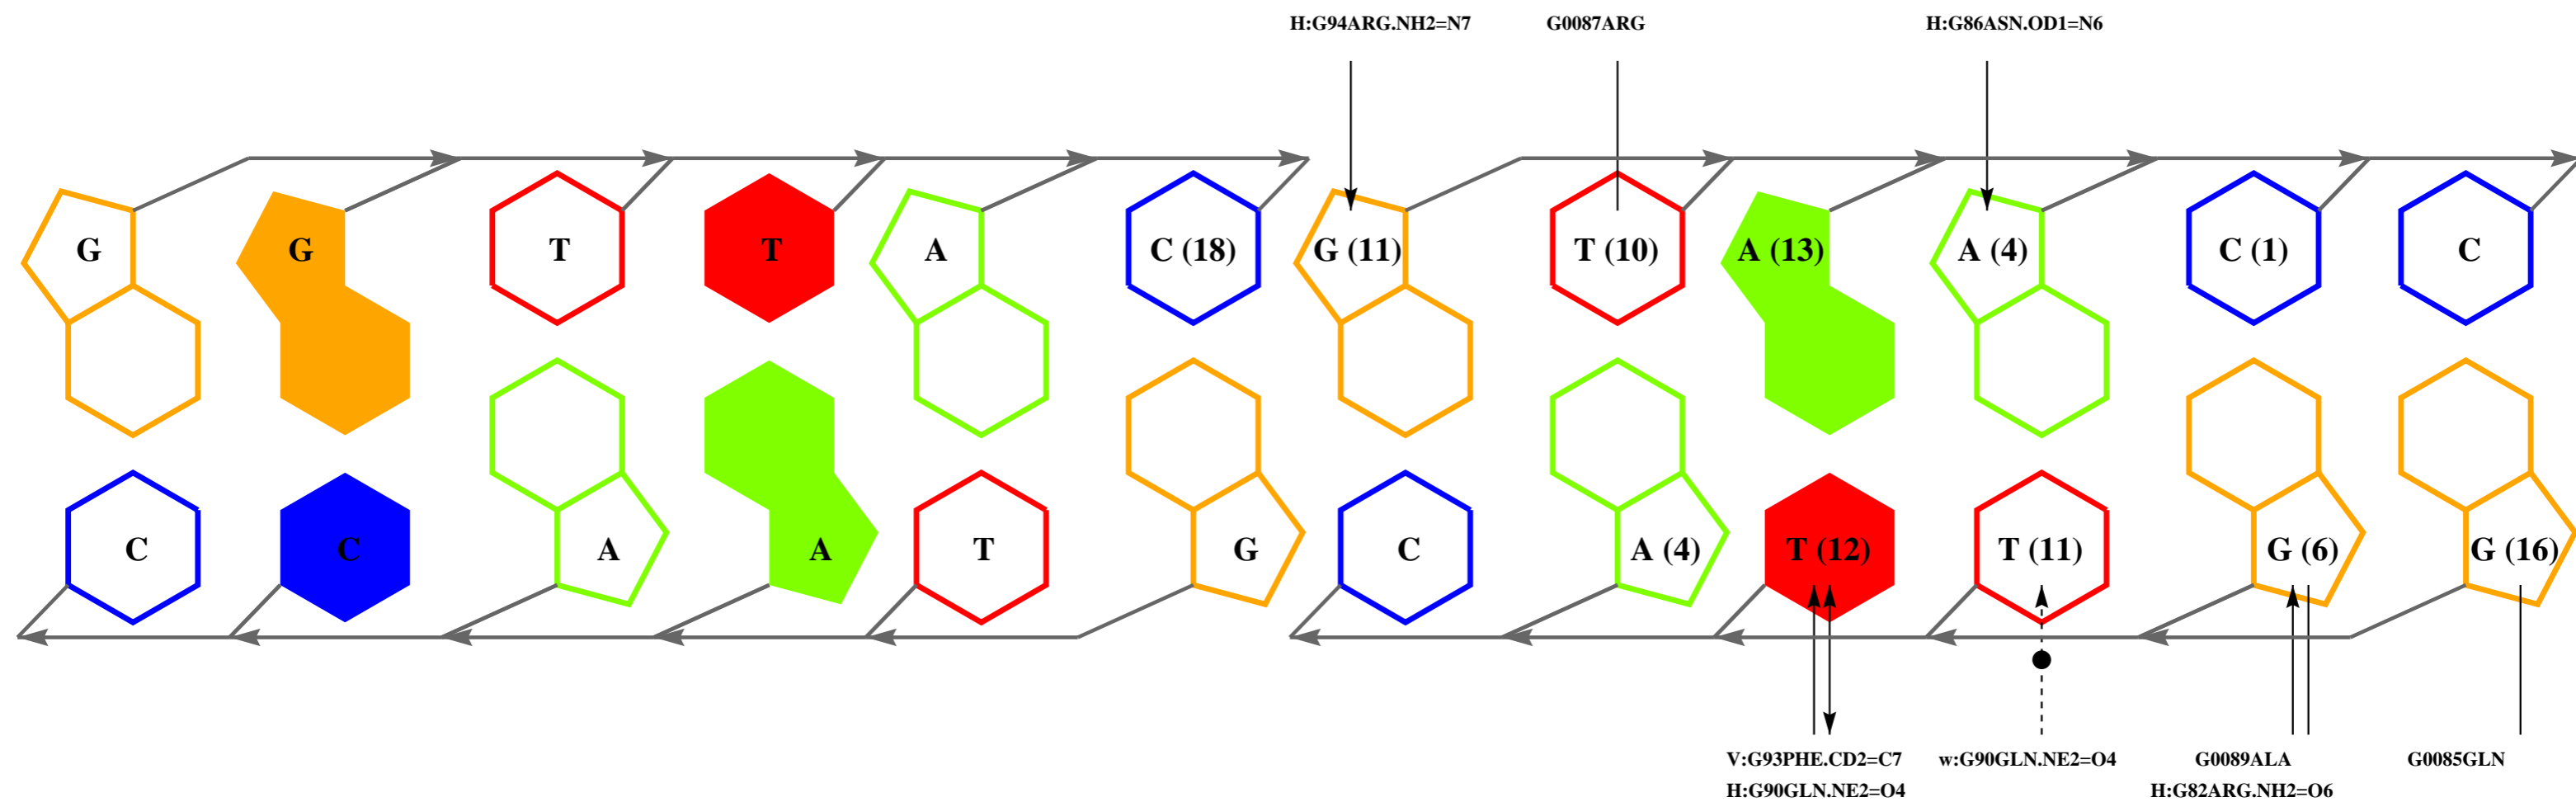 H:G94ARG.NH2=N7 G0087ARG H:G86ASN.OD1=N6
G G T T A C (18) G (11) T (10) A (13) A (4) C (1) C
C C A A T G C A (4) T (12) T (11) G (6) G (16)
V:G93PHE.CD2=C7 w:G90GLN.NE2=O4 G0089ALA G0085GLN
H:G90GLN.NE2=O4 H:G82ARG.NH2=O6